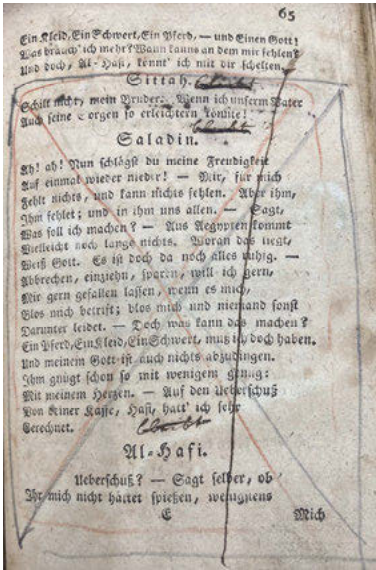 65
Ein Kleid, Ein Schwert, Ein Pferd, — und Einen Gott!
Was brauch' ich mehr? Wann kanns an dem mir fehlen?
Und doch, Al-Hafi, könnt' ich mit dir schelten.
Sittah. bleibt
Schilt nicht, mein Bruder. Wenn ich unserm Vater
Auch seine Sorgen so erleichtern könnte!
bleibt
Saladin.
Ah! ah! Nun schlägst du meine Freudigkeit
Auf einmal wieder nieder! — Mir, für mich
Fehlt nichts, und kann nichts fehlen. Aber ihm,
Ihm fehlet; und in ihm uns allen. — Sagt,
Was soll ich machen? — Aus Aegypten kommt
Vielleicht noch lange nichts. Woran das liegt,
Weiß Gott. Es ist doch da noch alles ruhig. —
Abbrechen, einziehn, sparen, will ich gern,
Mir gern gefallen lassen, wenn es mich,
Blos mich betrift; blos mich und niemand sonst
Darunter leidet. — Doch was kann das machen?
Ein Pferd, Ein Kleid, Ein Schwert, muß ich doch haben.
Und meinem Gott ist auch nichts abzudingen.
Ihm gnügt schon so mit wenigem genug:
Mit meinem Herzen. — Auf den Ueberschuß
Von deiner Kasse, Hafi, hatt' ich sehr
Gerechnet. bleibt
Al-Hafi.
Ueberschuß? — Sagt selber, ob
Ihr mich nicht hättet spießen, wenigstens
E Mich